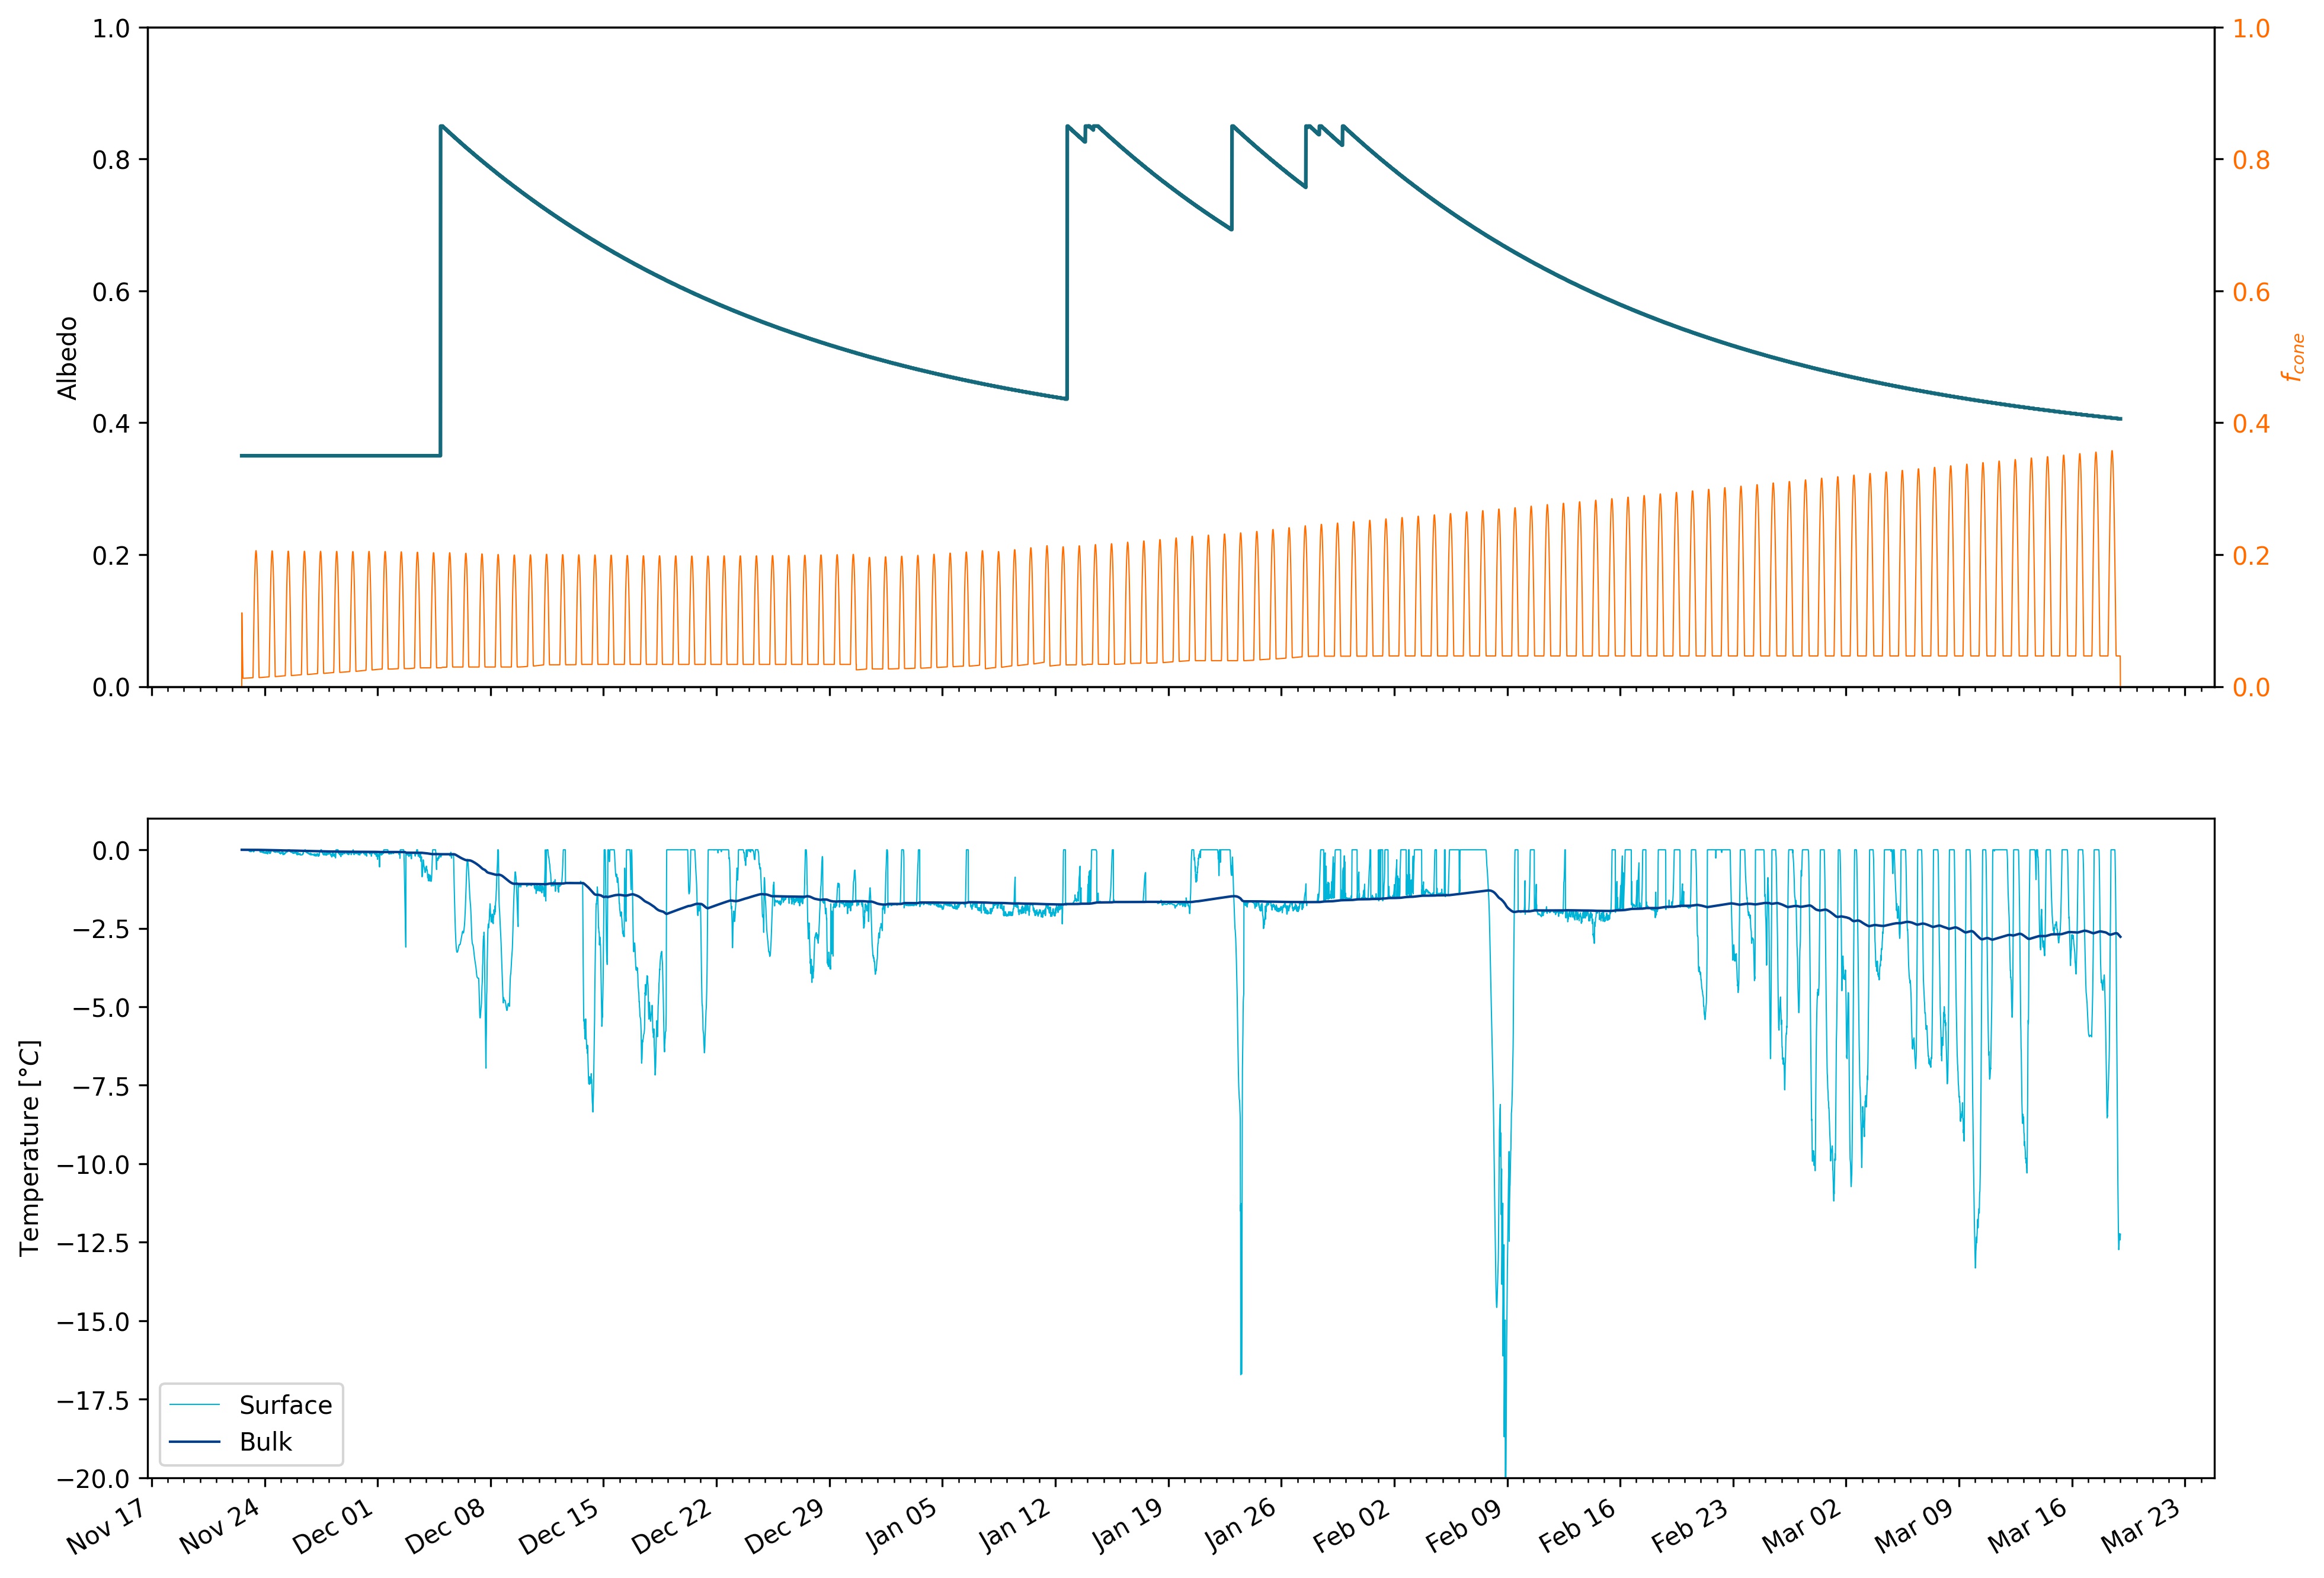 1.0
0.8
0.6
0.4
0.2
0.0
Albedo
1.0
0.8
0.6
0.4
0.2
0.0
f_cone
0.0
−2.5
−5.0
−7.5
−10.0
−12.5
−15.0
−17.5
−20.0
Temperature [°C]
Surface
Bulk
Nov 17
Nov 24
Dec 01
Dec 08
Dec 15
Dec 22
Dec 29
Jan 05
Jan 12
Jan 19
Jan 26
Feb 02
Feb 09
Feb 16
Feb 23
Mar 02
Mar 09
Mar 16
Mar 23